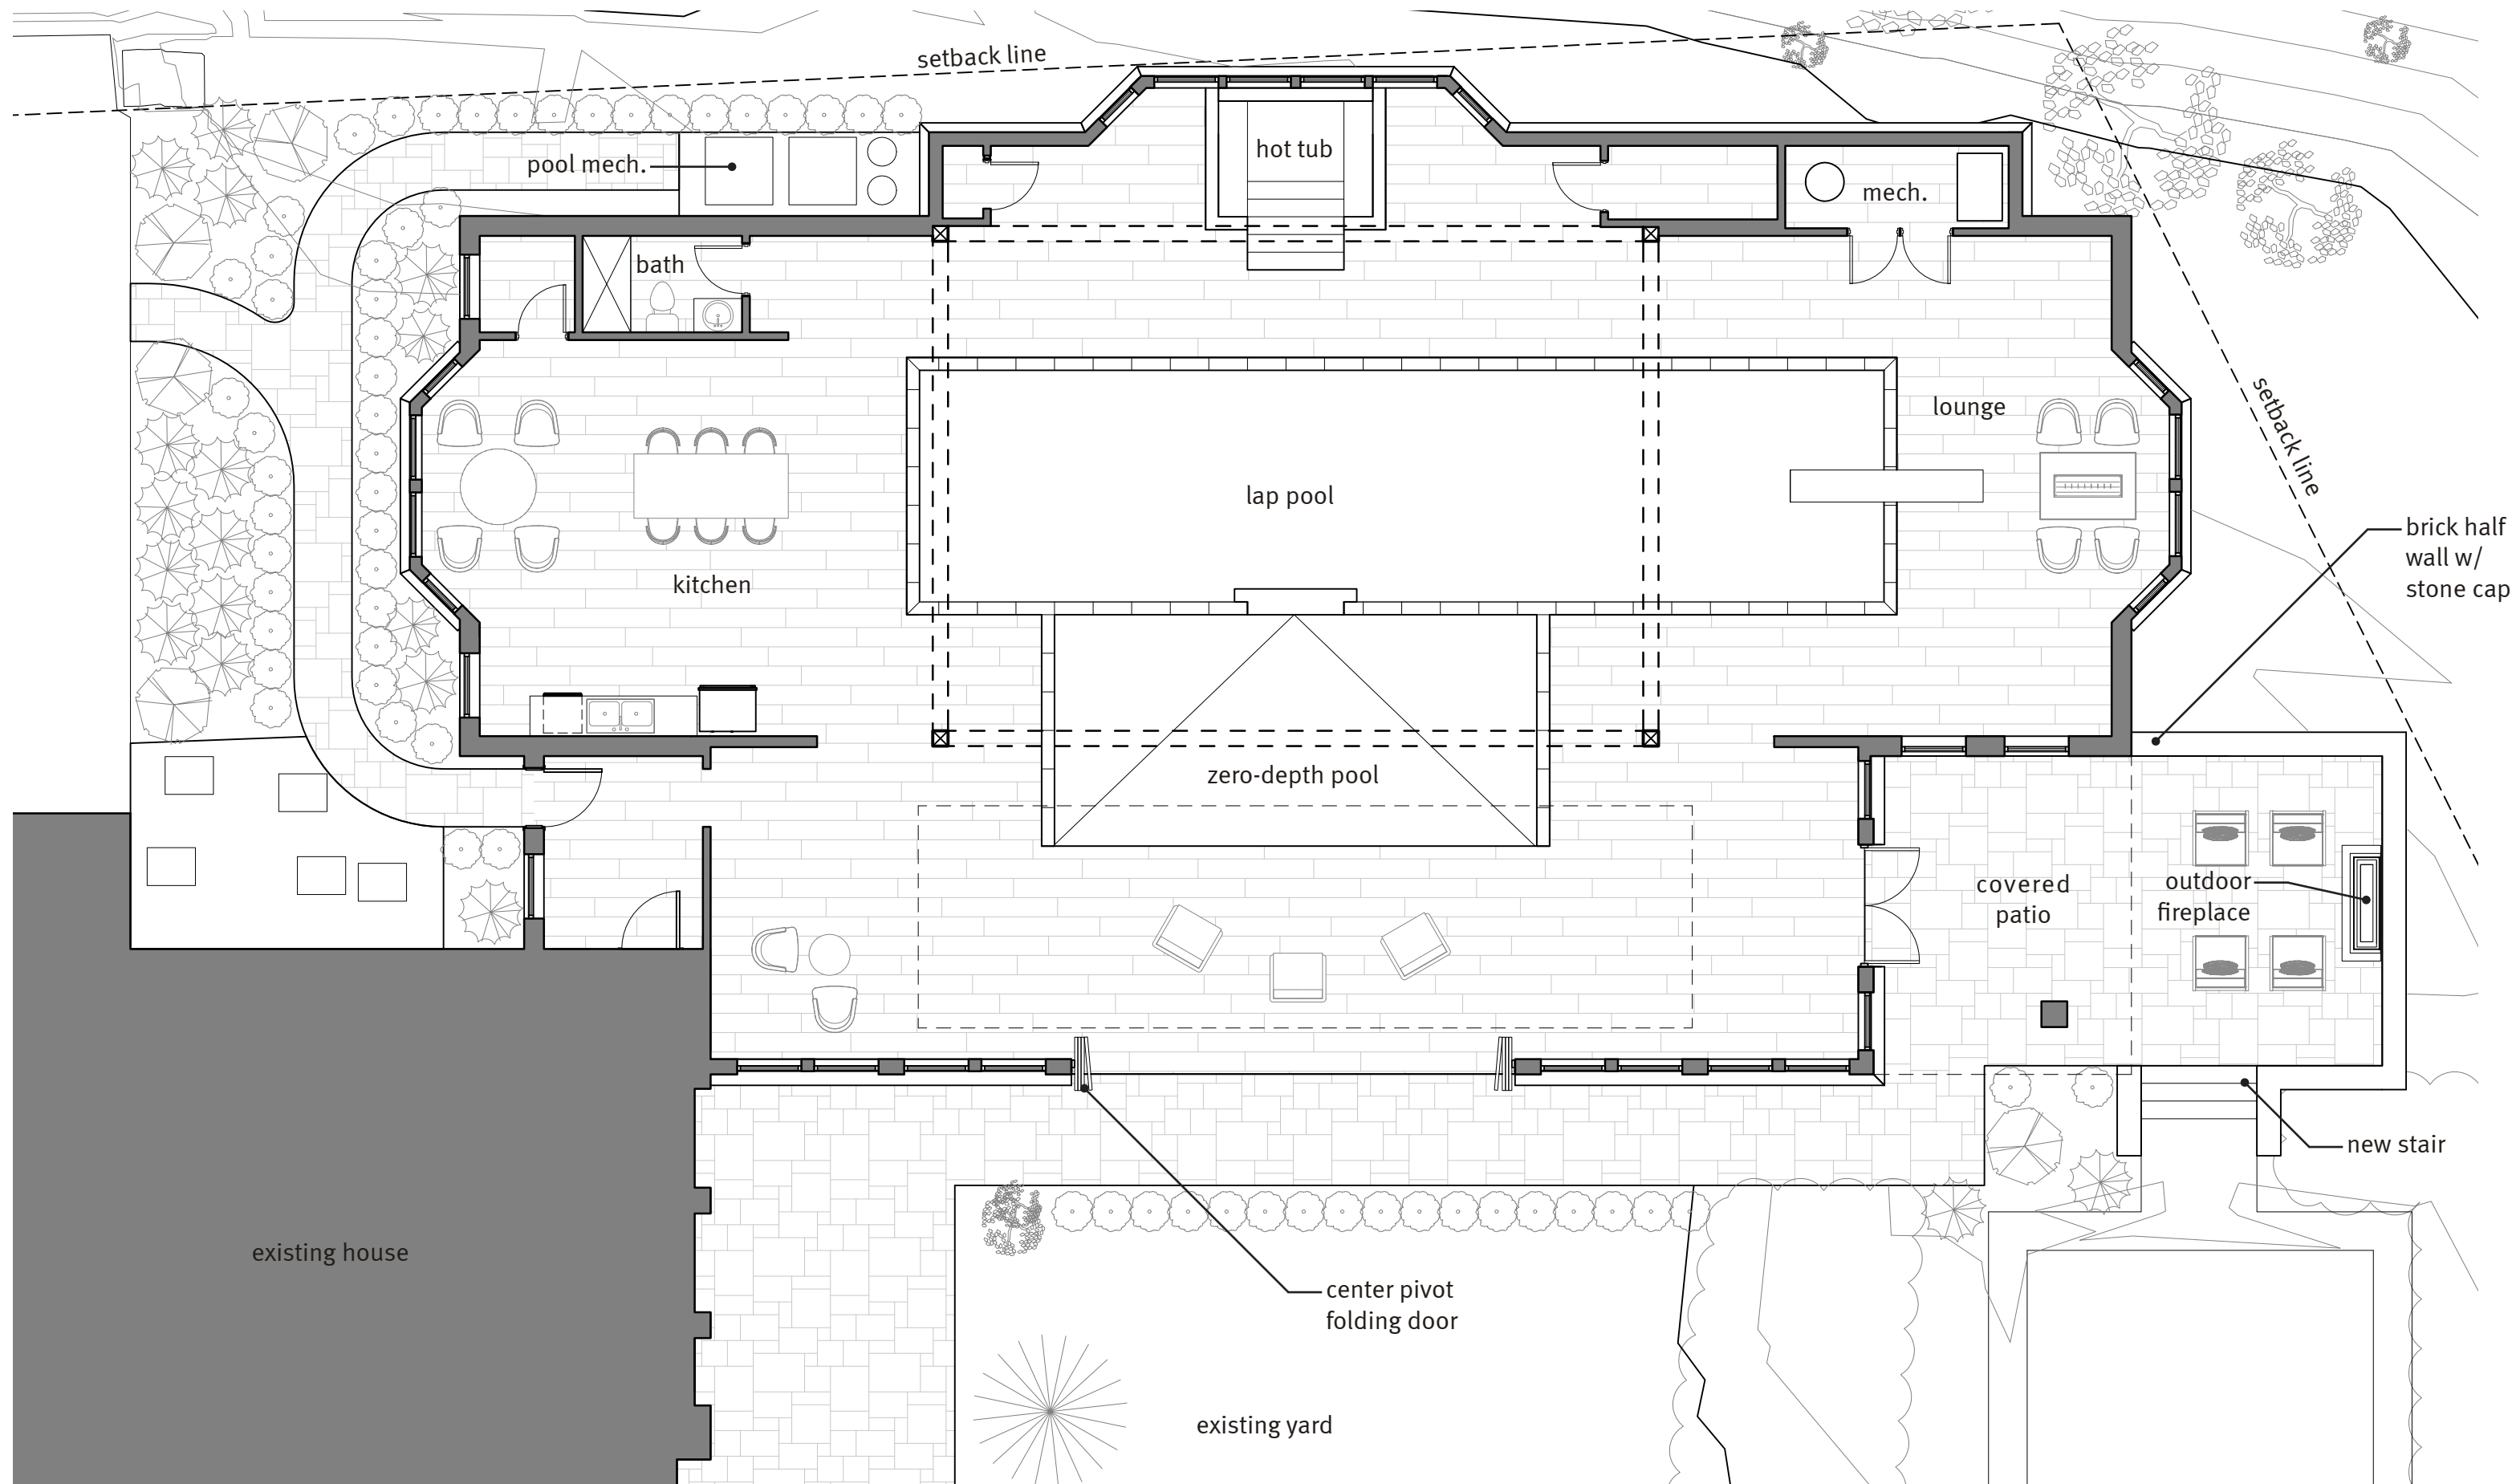 setback line
pool mech.
hot tub
mech.
bath
setback line
lounge
lap pool
brick half
wall w/
stone cap
kitchen
zero-depth pool
covered
patio
outdoor
fireplace
new stair
existing house
center pivot
folding door
existing yard